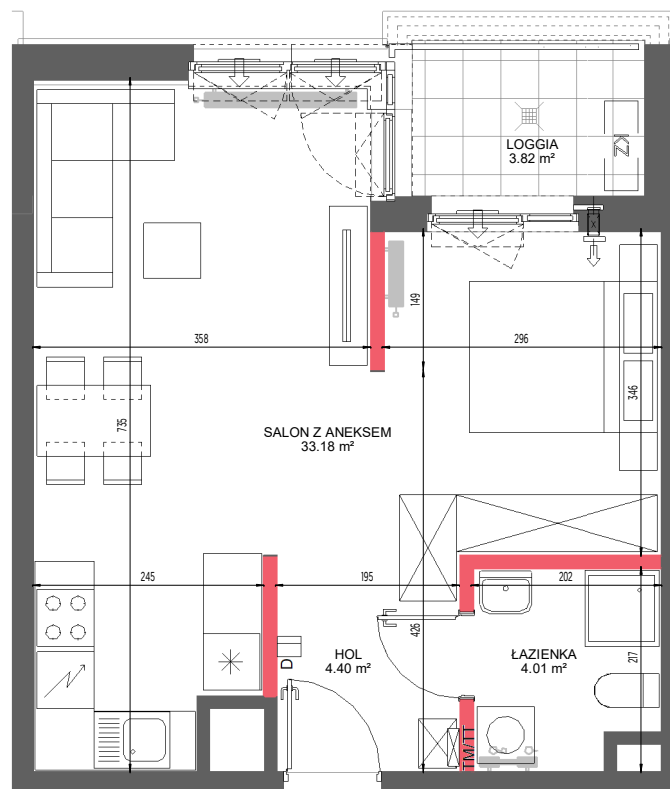 LOGGIA
3.82 m²
KZ
149
358
296
346
735
SALON Z ANEKSEM
33.18 m²
245
195
202
426
HOL
4.40 m²
ŁAZIENKA
4.01 m²
217
D
TM/TT